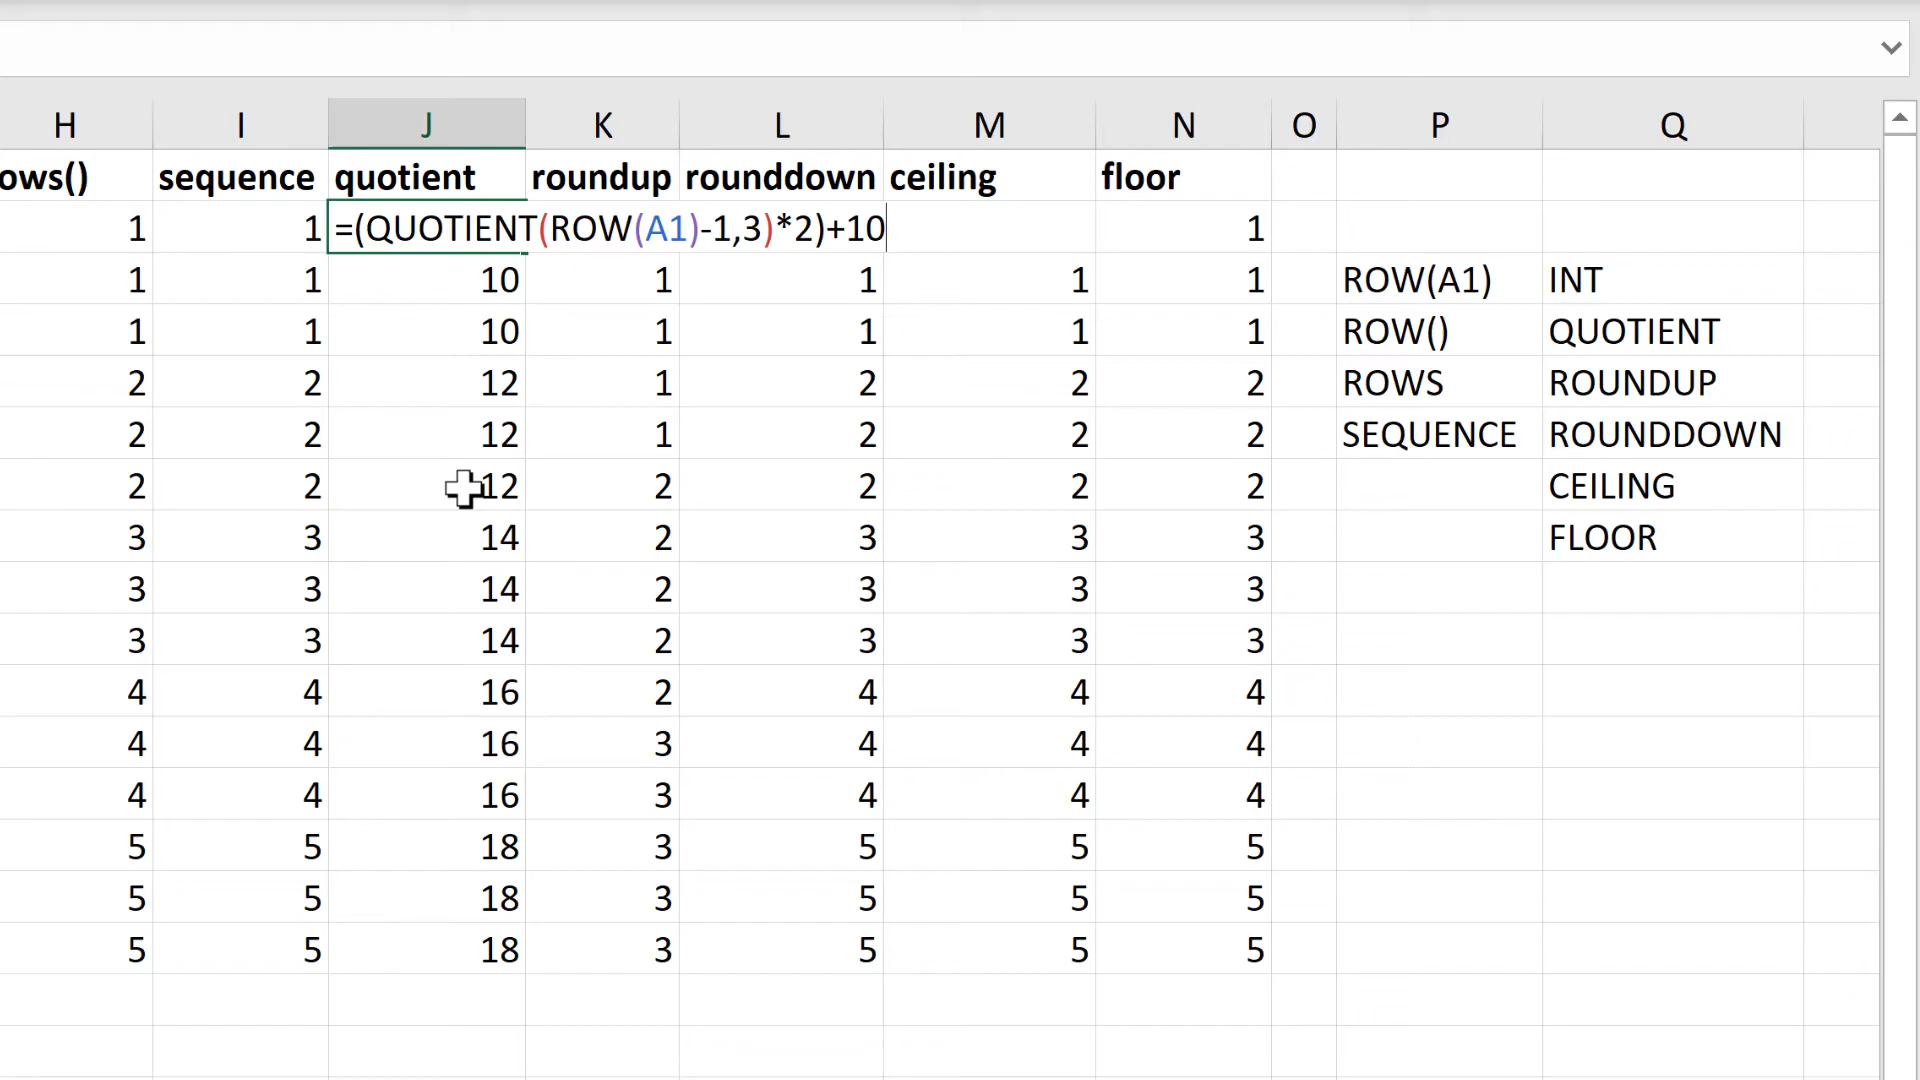 H I J K L M N O P Q
ows() sequence quotient roundup rounddown ceiling floor
1 1 =(QUOTIENT(ROW(A1)-1,3)*2)+10 1
1 1 10 1 1 1 1 ROW(A1) INT
1 1 10 1 1 1 1 ROW() QUOTIENT
2 2 12 1 2 2 2 ROWS ROUNDUP
2 2 12 1 2 2 2 SEQUENCE ROUNDDOWN
2 2 12 2 2 2 2 CEILING
3 3 14 2 3 3 3 FLOOR
3 3 14 2 3 3 3
3 3 14 2 3 3 3
4 4 16 2 4 4 4
4 4 16 3 4 4 4
4 4 16 3 4 4 4
5 5 18 3 5 5 5
5 5 18 3 5 5 5
5 5 18 3 5 5 5